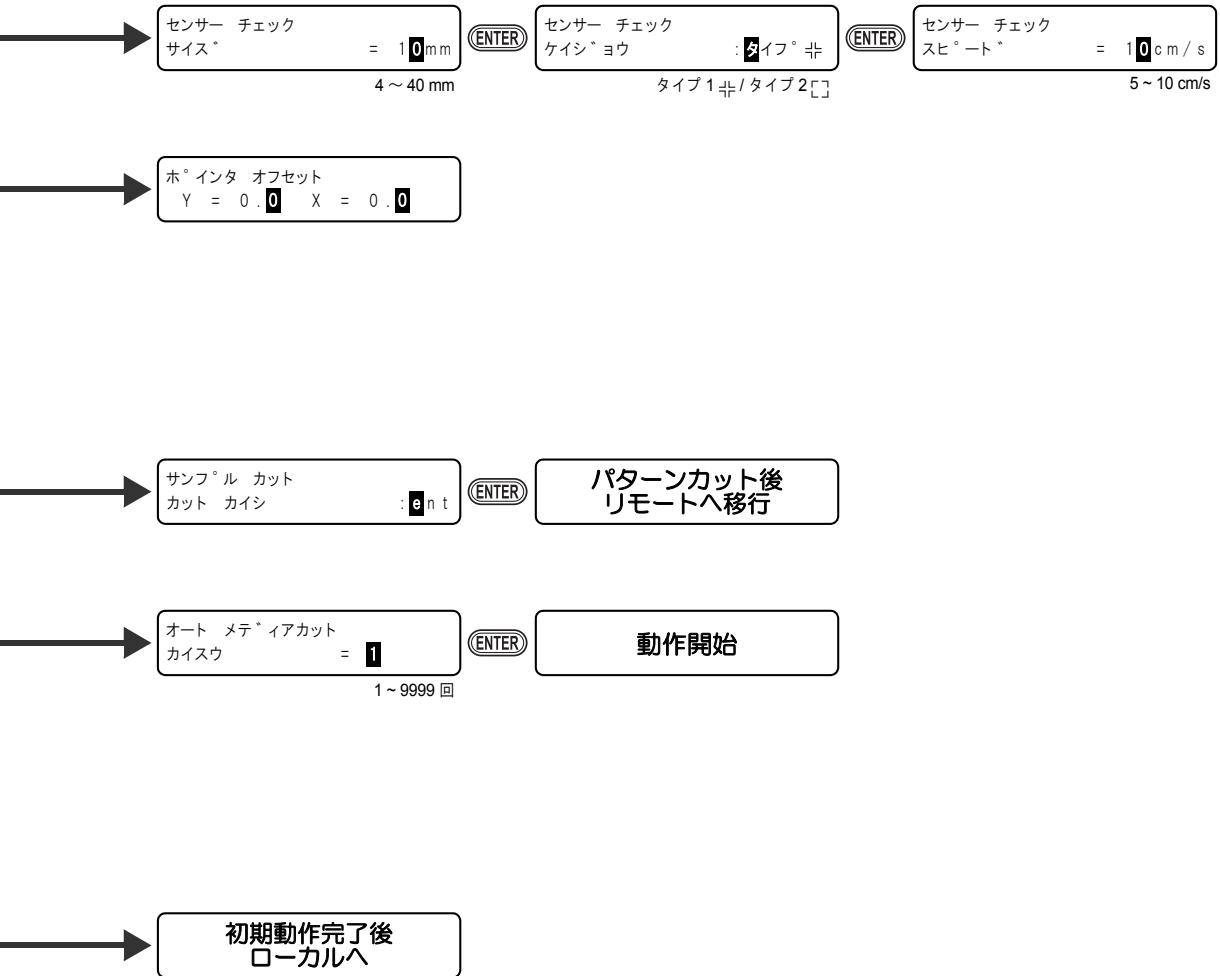 センサー チェック
サイズ = 10mm
4 ～ 40 mm
ENTER
センサー チェック
ケイジョウ :タイプ ╬
タイプ 1 ╬ / タイプ 2 [ ]
ENTER
センサー チェック
スピード = 10cm/s
5 ~ 10 cm/s
ポインタ オフセット
Y = 0.0 X = 0.0
サンプル カット
カット カイシ :ent
ENTER
パターンカット後
リモートへ移行
オート メディアカット
カイスウ = 1
1 ~ 9999 回
ENTER
動作開始
初期動作完了後
ローカルへ